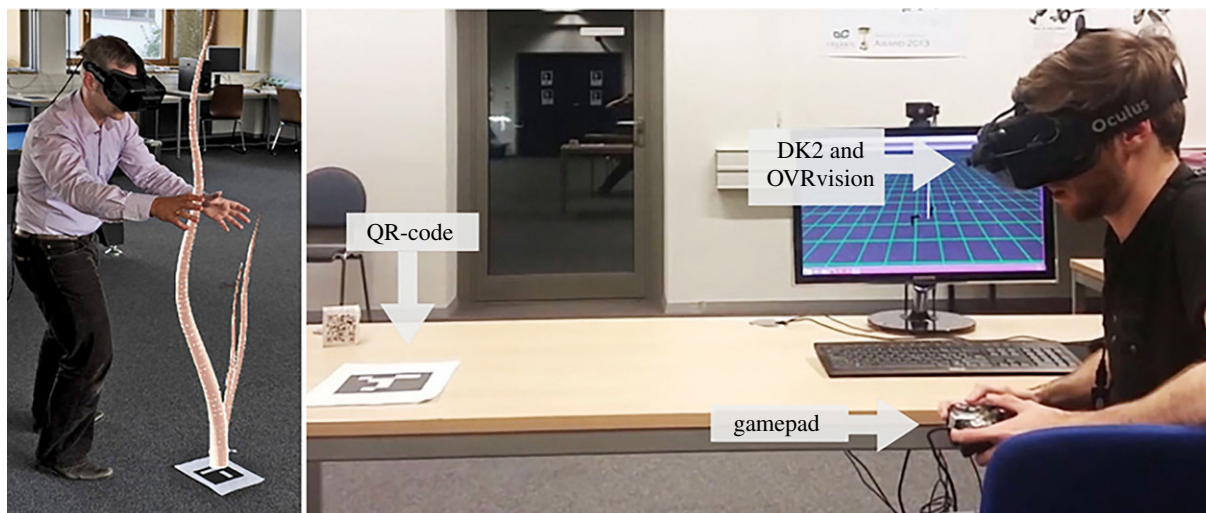 AWARD 2013
Oculus
DK2 and
OVRvision
QR-code
gamepad